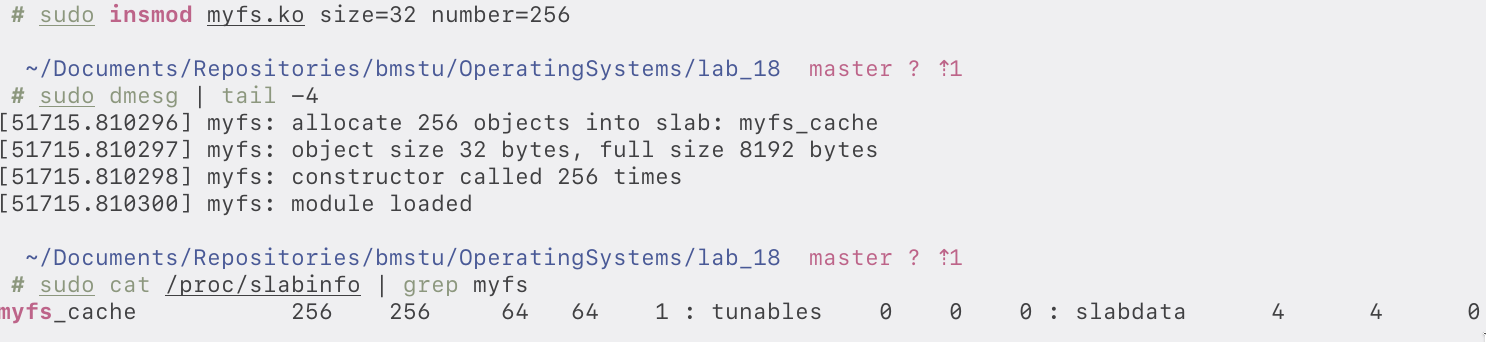 # sudo insmod myfs.ko size=32 number=256
~/Documents/Repositories/bmstu/OperatingSystems/lab_18 master ? ⇡1
# sudo dmesg | tail -4
[51715.810296] myfs: allocate 256 objects into slab: myfs_cache
[51715.810297] myfs: object size 32 bytes, full size 8192 bytes
[51715.810298] myfs: constructor called 256 times
[51715.810300] myfs: module loaded
~/Documents/Repositories/bmstu/OperatingSystems/lab_18 master ? ⇡1
# sudo cat /proc/slabinfo | grep myfs
myfs_cache 256 256 64 64 1 : tunables 0 0 0 : slabdata 4 4 0